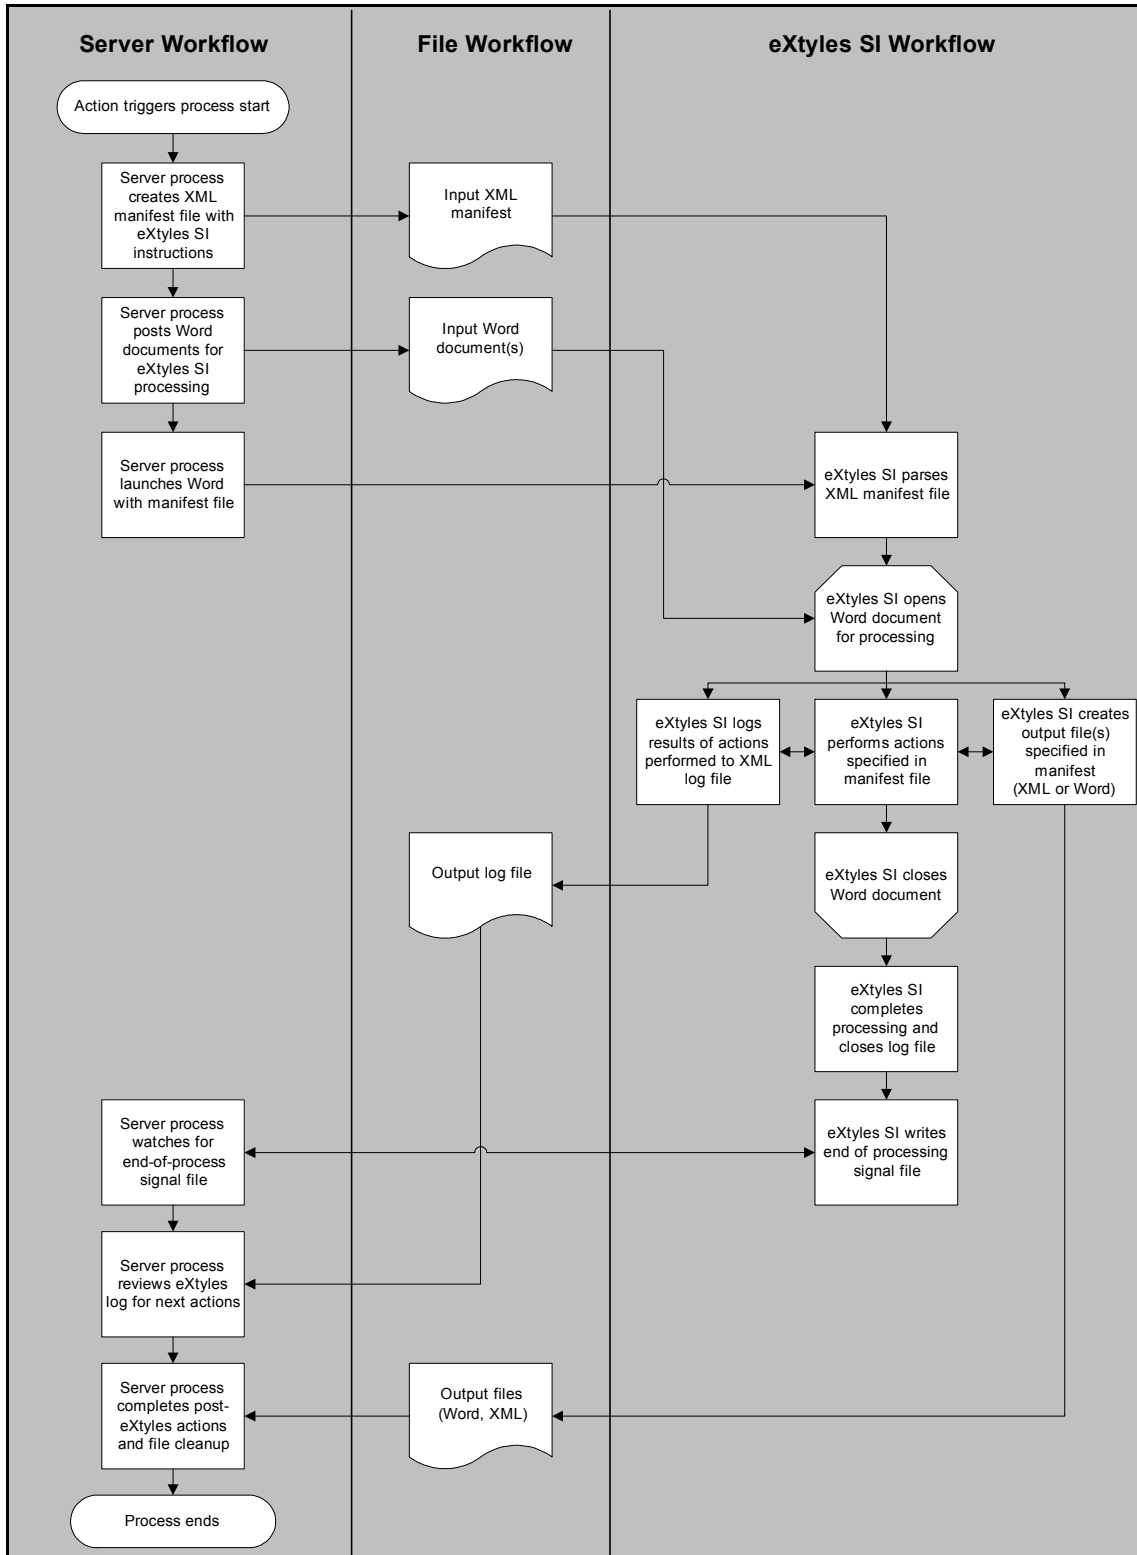 Server Workflow
File Workflow
eXtyles SI Workflow
Action triggers process start
Server process
creates XML
manifest file with
eXtyles SI
instructions
Input XML
manifest
Server process
posts Word
documents for
eXtyles SI
processing
Input Word
document(s)
Server process
launches Word
with manifest file
eXtyles SI parses
XML manifest file
eXtyles SI opens
Word document
for processing
eXtyles SI logs
results of actions
performed to XML
log file
eXtyles SI
performs actions
specified in
manifest file
eXtyles SI creates
output file(s)
specified in
manifest
(XML or Word)
Output log file
eXtyles SI closes
Word document
eXtyles SI
completes
processing and
closes log file
Server process
watches for
end-of-process
signal file
eXtyles SI writes
end of processing
signal file
Server process
reviews eXtyles
log for next actions
Server process
completes post-
eXtyles actions
and file cleanup
Output files
(Word, XML)
Process ends